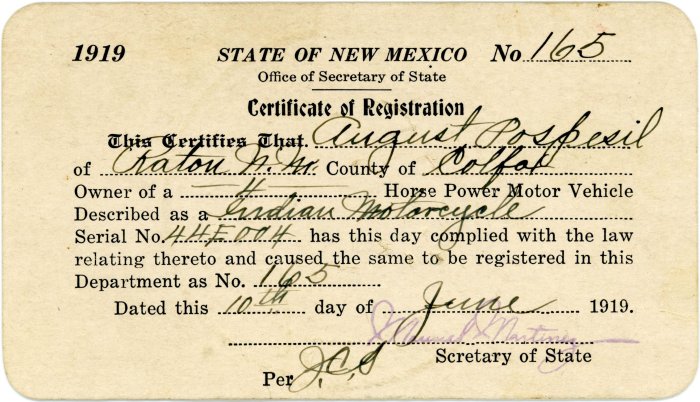 1919 STATE OF NEW MEXICO No 165
Office of Secretary of State
Certificate of Registration
This Certifies That August Pospesil
of Raton N.M. County of Colfax
Owner of a 4 Horse Power Motor Vehicle
Described as a Indian Motorcycle
Serial No. 44E004 has this day complied with the law
relating thereto and caused the same to be registered in this
Department as No. 165
Dated this 10th day of June 1919.
Martinez
Secretary of State
Per J.C.S